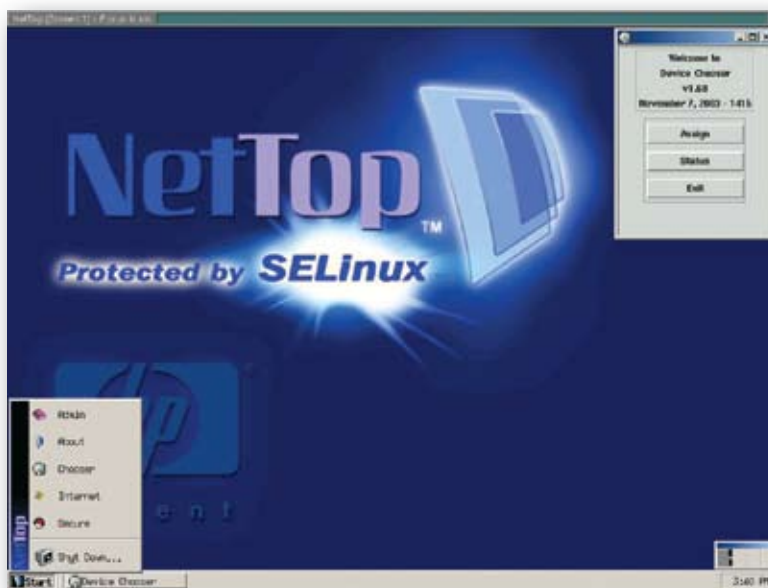 Welcome to
Device Chooser
v1.60
November 7, 2003 - 1415
Assign
Status
Exit
NetTop
TM
Protected by SELinux
hp
Admin
About
Chooser
Internet
Secure
Shut Down...
NetTop
Start
Device Chooser